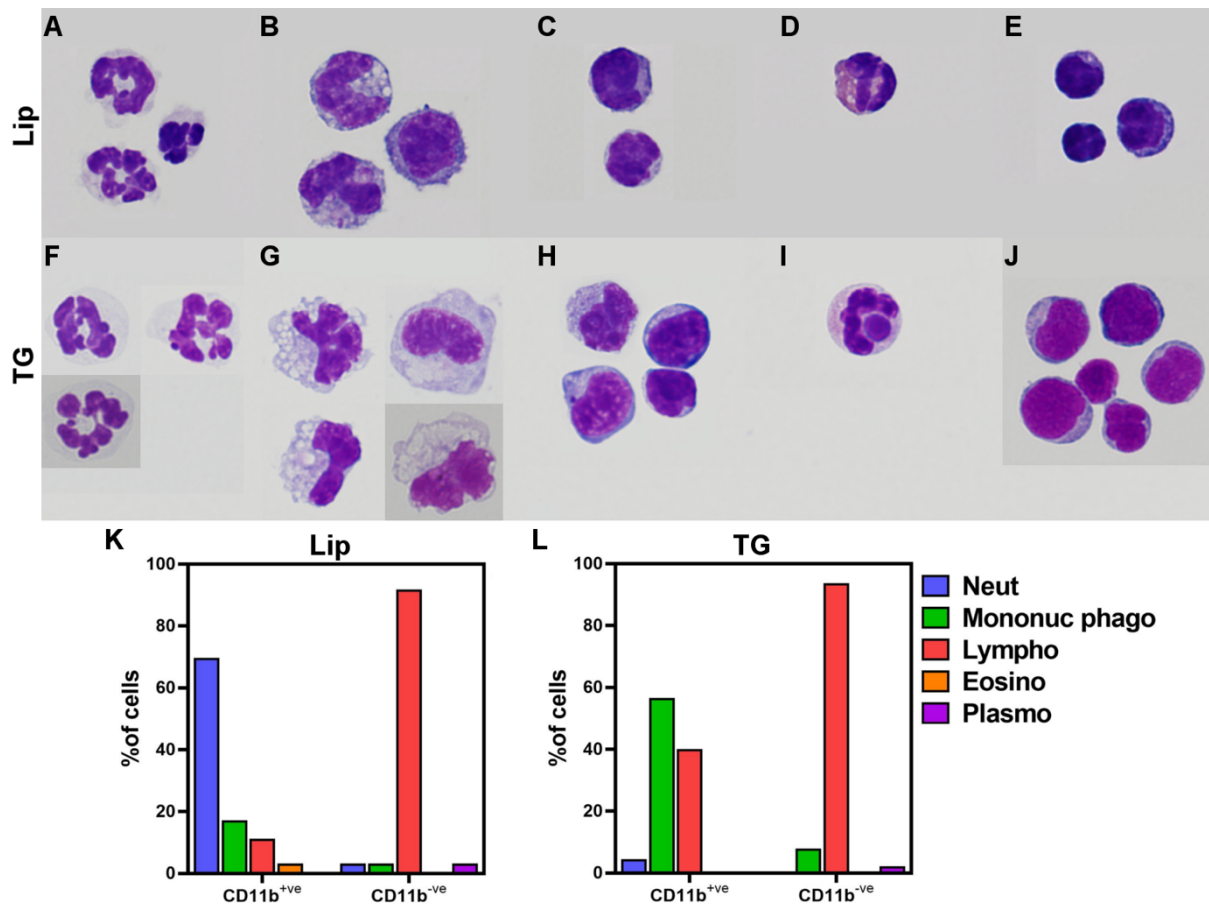 A B C D E
Lip
F G H I J
TG
K Lip
%of cells
100
80
60
40
20
0
CD11b+ve CD11b-ve
L TG
%of cells
100
80
60
40
20
0
CD11b+ve CD11b-ve
Neut
Mononuc phago
Lympho
Eosino
Plasmo